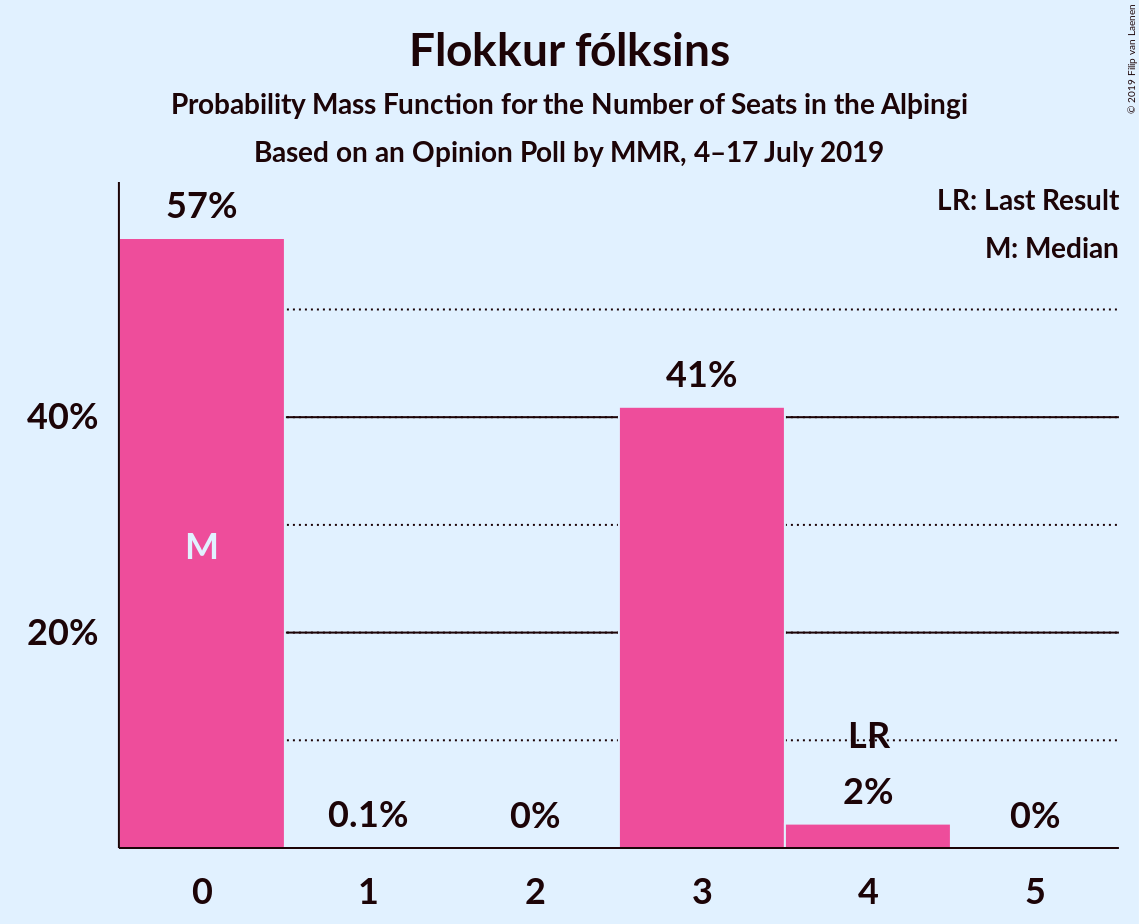 Flokkur fólksins
Probability Mass Function for the Number of Seats in the Alþingi
Based on an Opinion Poll by MMR, 4–17 July 2019
© 2019 Filip van Laenen
LR: Last Result
M: Median
57%
41%
40%
M
20%
LR
2%
0.1%
0%
0%
0 1 2 3 4 5